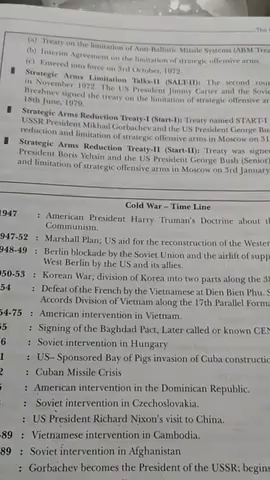 The
(a) Treaty on the limitation of Anti-Ballistic Missile Systems (ABM Trea
(b) Interim Agreement on the limitation of strategic offensive arms.
(c) Entered into force on 3rd October, 1972.
Strategic Arms Limitation Talks-II (SALT-II): The second rou
in November 1972. The US President Jimmy Carter and the Sovie
Brezhnev signed the treaty on the limitation of strategic offensive ar
18th June, 1979.
Strategic Arms Reduction Treaty-I (Start-I): Treaty named START-I
USSR President Mikhail Gorbachev and the US President George Bus
reduction and limitation of strategic offensive arms in Moscow on 31
Strategic Arms Reduction Treaty-II (Start-II): Treaty was signe
President Boris Yeltsin and the US President George Bush (Senior)
and limitation of strategic offensive arms in Moscow on 3rd January
Cold War – Time Line
1947 : American President Harry Truman's Doctrine about th
Communism.
947-52 : Marshall Plan; US aid for the reconstruction of the Wester
948-49 : Berlin blockade by the Soviet Union and the airlift of supp
West Berlin by the US and its allies.
950-53 : Korean War; division of Korea into two parts along the 38
54 : Defeat of the French by the Vietnamese at Dien Bien Phu. S
Accords Division of Vietnam along the 17th Parallel Forma
54-75 : American intervention in Vietnam.
55 : Signing of the Baghdad Pact, Later called or known CEN
6 : Soviet intervention in Hungary
1 : US– Sponsored Bay of Pigs invasion of Cuba constructio
2 : Cuban Missile Crisis
: American intervention in the Dominican Republic.
: Soviet intervention in Czechoslovakia.
: US President Richard Nixon's visit to China.
-89 : Vietnamese intervention in Cambodia.
89 : Soviet intervention in Afghanistan
: Gorbachev becomes the President of the USSR; begins